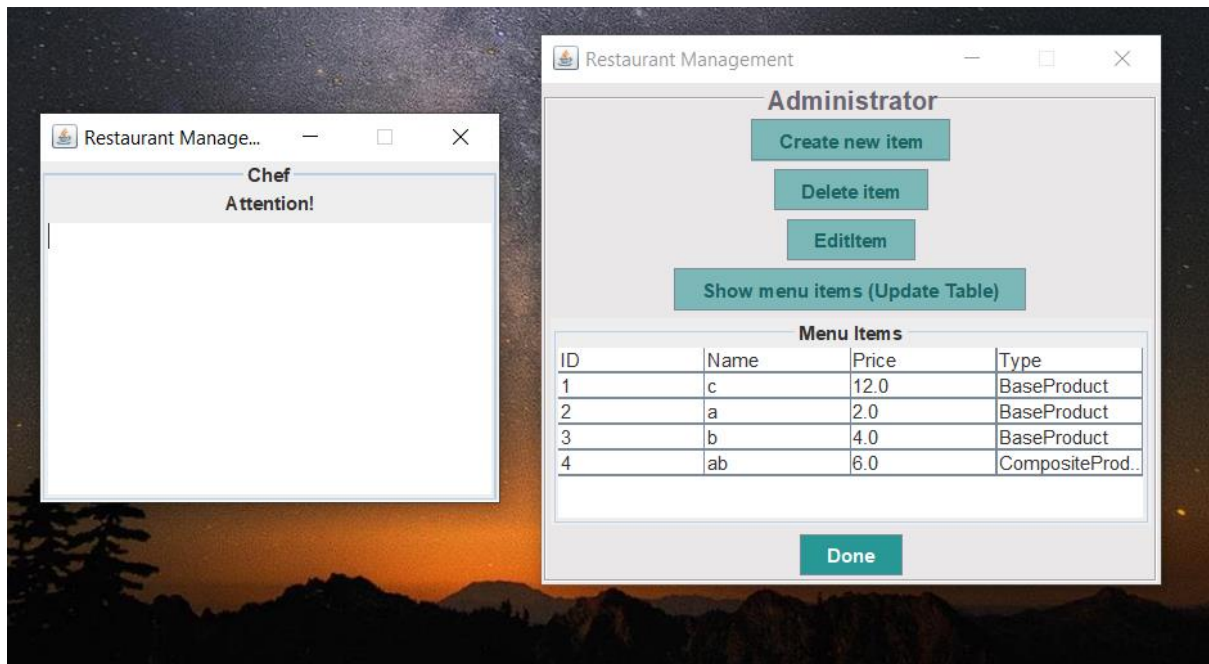 Restaurant Manage...
Chef
Attention!
Restaurant Management
Administrator
Create new item
Delete item
EditItem
Show menu items (Update Table)
Menu Items
ID Name Price Type
1 c 12.0 BaseProduct
2 a 2.0 BaseProduct
3 b 4.0 BaseProduct
4 ab 6.0 CompositeProd...
Done